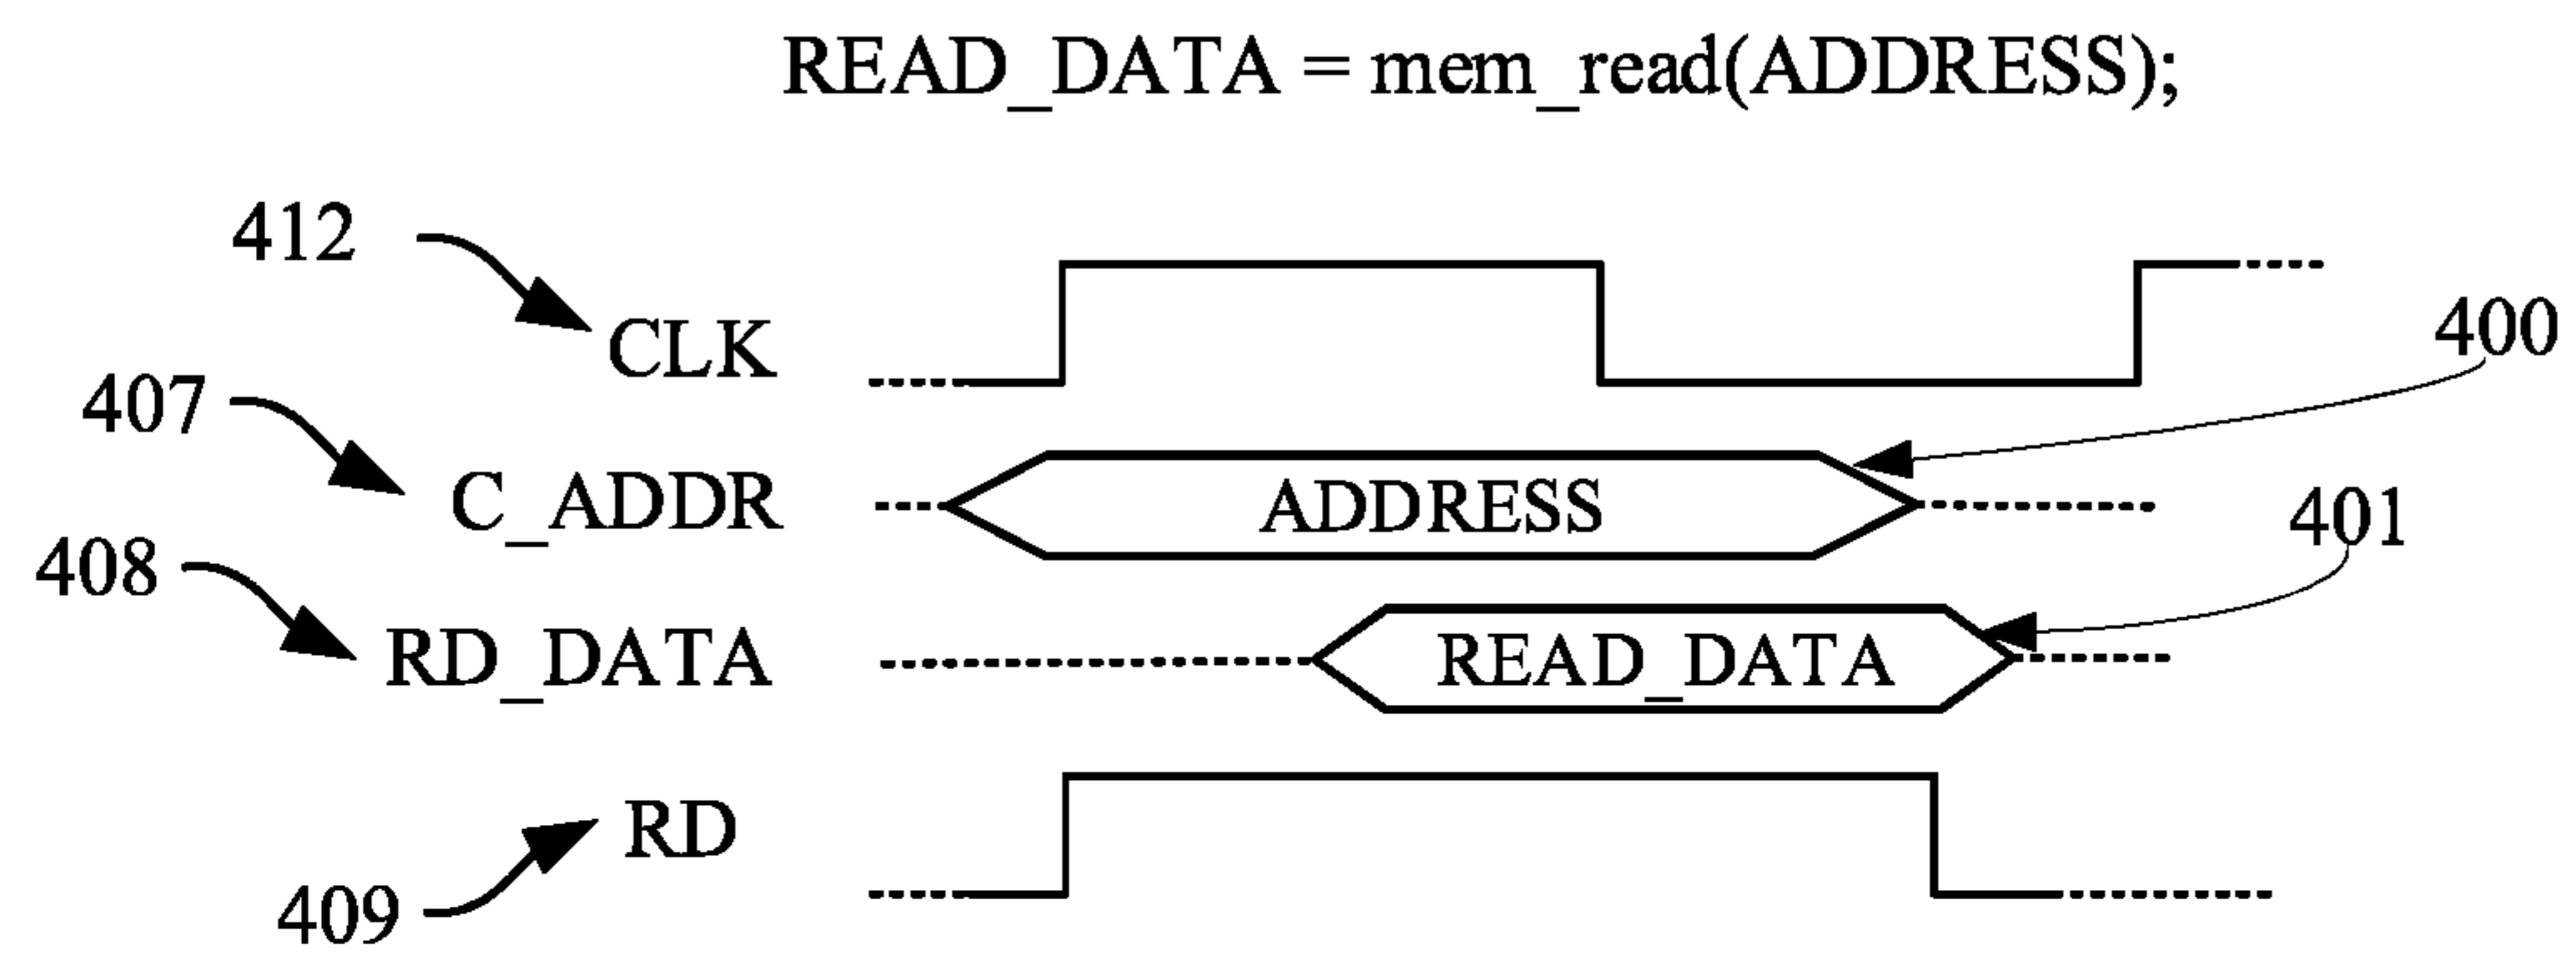 READ_DATA = mem_read(ADDRESS);
412
CLK
400
407
C_ADDR
ADDRESS
401
408
RD_DATA
READ_DATA
RD
409